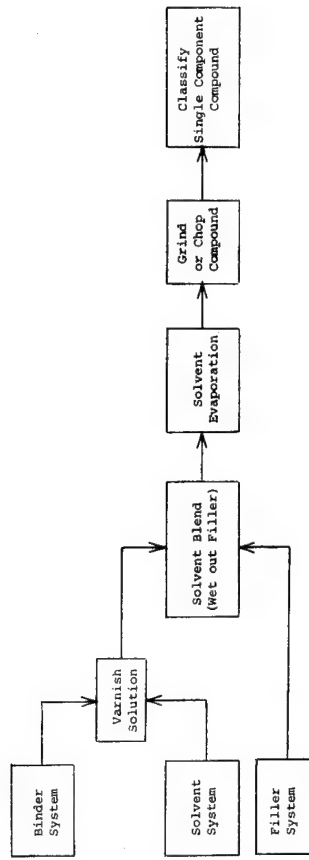 Binder
System
Solvent
System
Filler
System
Varnish
Solution
Solvent Blend
(Wet out Filler)
Solvent
Evaporation
Grind
or Chop
Compound
Classify
Single Component
Compound